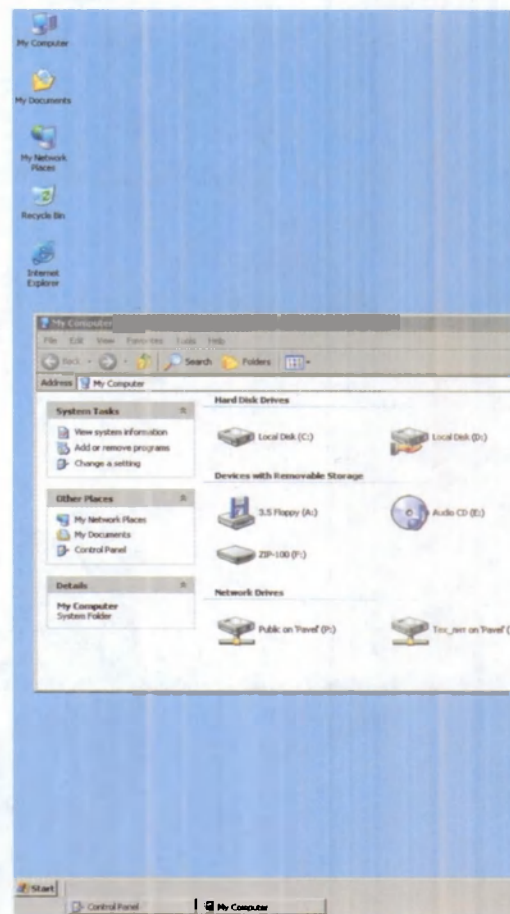 My Computer
My Documents
My Network
Places
Recycle Bin
Internet
Explorer
My Computer
File Edit View Favorites Tools Help
Back Search Folders
Address My Computer
System Tasks
View system information
Add or remove programs
Change a setting
Other Places
My Network Places
My Documents
Control Panel
Details
My Computer
System Folder
Hard Disk Drives
Local Disk (C:)
Local Disk (D:)
Devices with Removable Storage
3.5 Floppy (A:)
Audio CD (E:)
ZIP-100 (F:)
Network Drives
Public on 'Pavel' (P:)
on 'Pavel' (
Start
Control Panel
My Computer